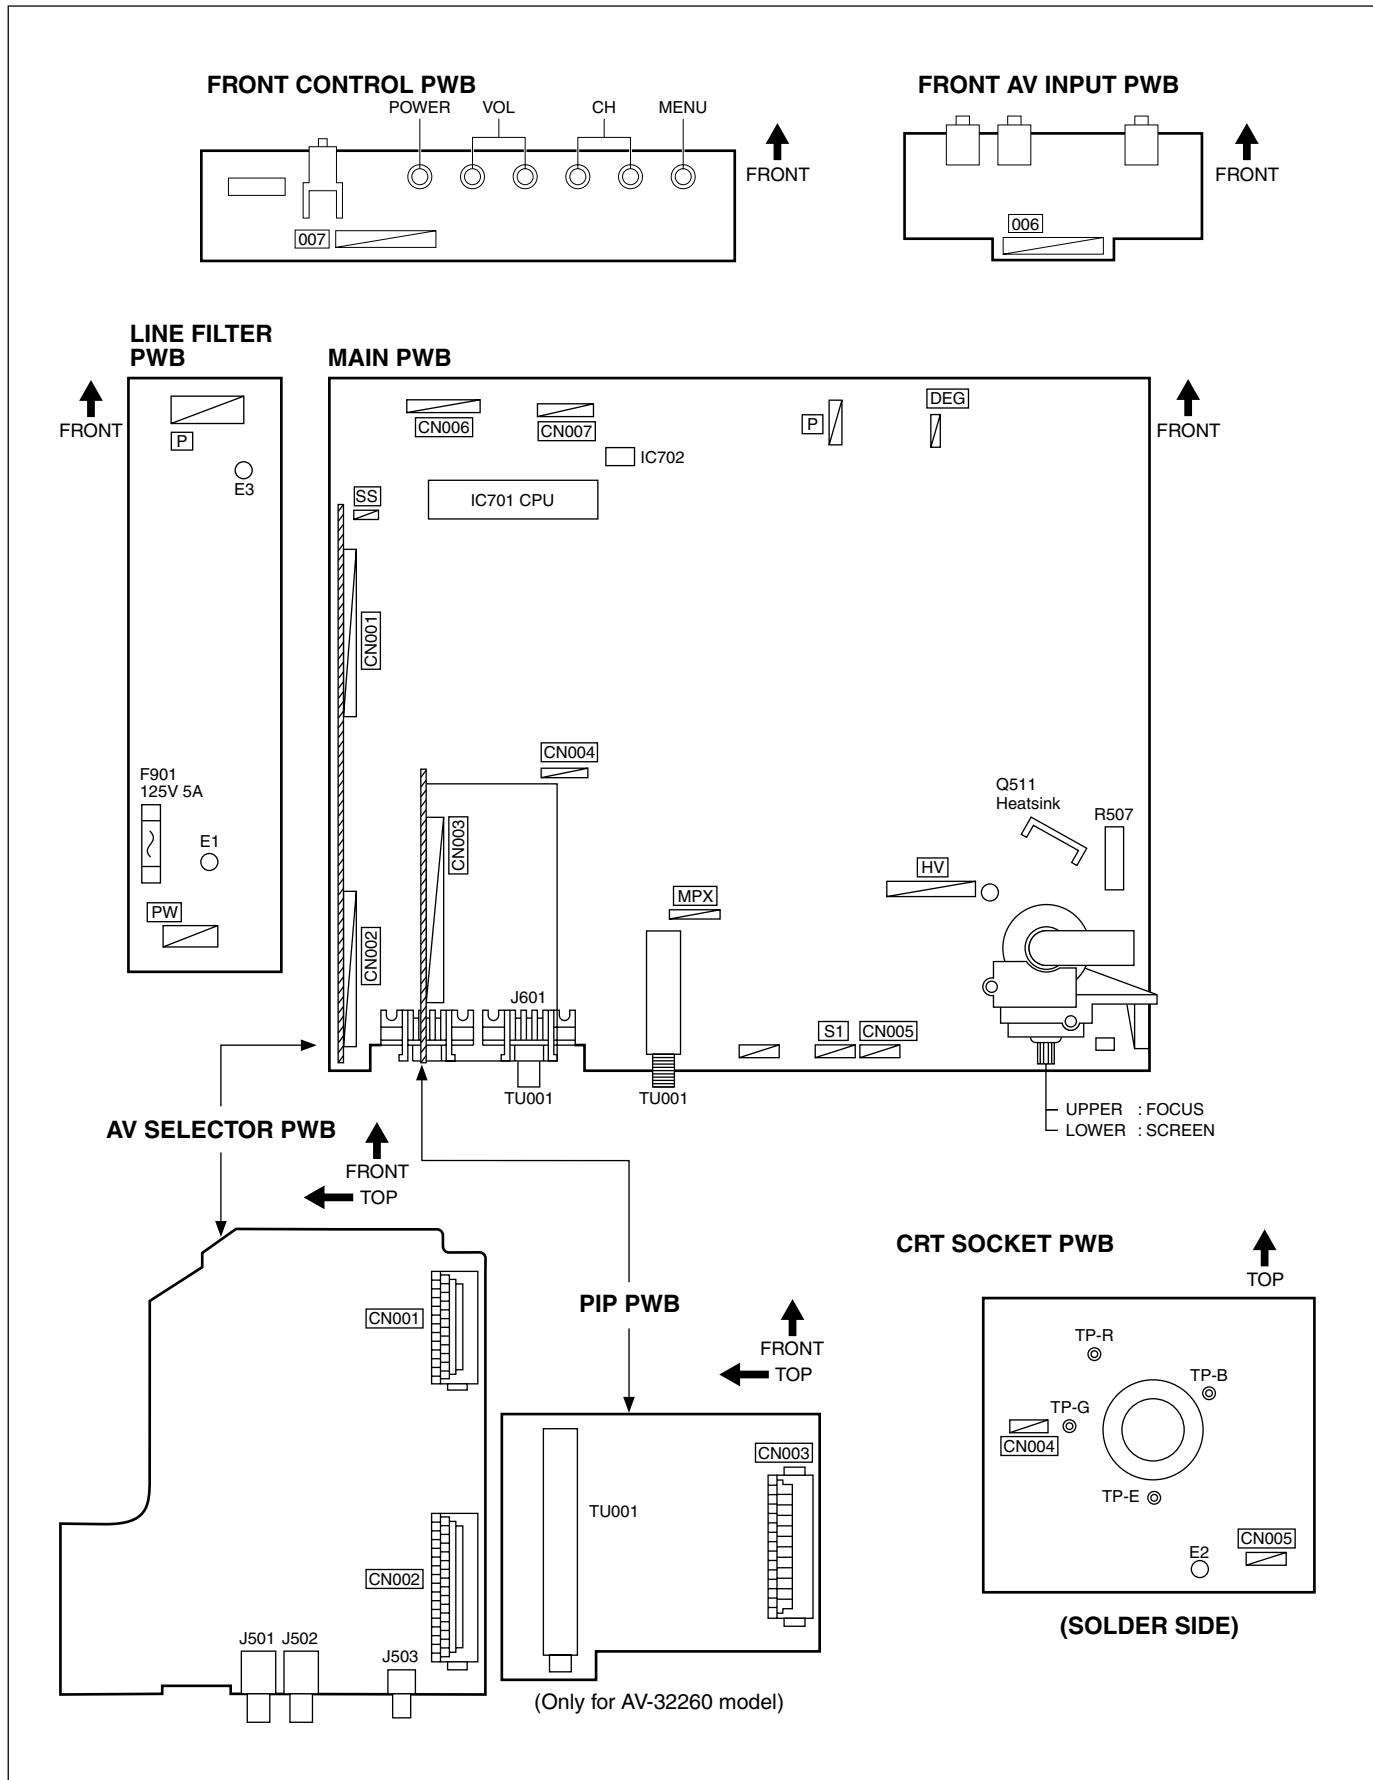 FRONT CONTROL PWB
POWER VOL CH MENU
FRONT
007
FRONT AV INPUT PWB
FRONT
006
LINE FILTER
PWB
FRONT
P
E3
F901
125V 5A
E1
PW
MAIN PWB
CN006
CN007
IC702
P
DEG
FRONT
SS
IC701 CPU
CN001
CN004
CN003
Q511
Heatsink
R507
HV
MPX
CN002
J601
S1 CN005
TU001
TU001
UPPER : FOCUS
LOWER : SCREEN
AV SELECTOR PWB
FRONT
TOP
CN001
CN002
J501 J502
J503
PIP PWB
FRONT
TOP
CN003
TU001
(Only for AV-32260 model)
CRT SOCKET PWB
TOP
TP-R
TP-B
TP-G
CN004
TP-E
CN005
E2
(SOLDER SIDE)